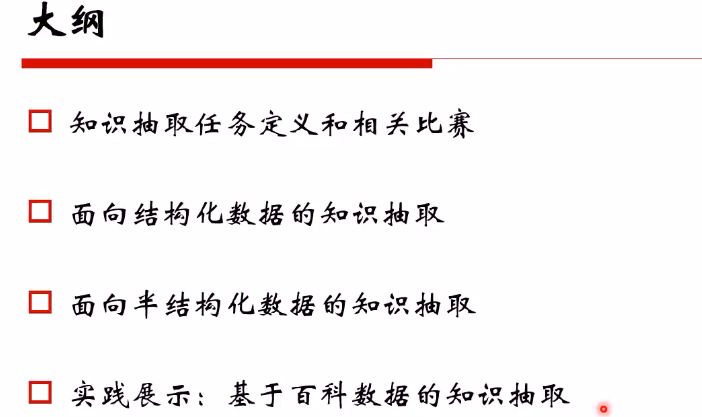 大纲
知识抽取任务定义和相关比赛
面向结构化数据的知识抽取
面向半结构化数据的知识抽取
实践展示：基于百科数据的知识抽取